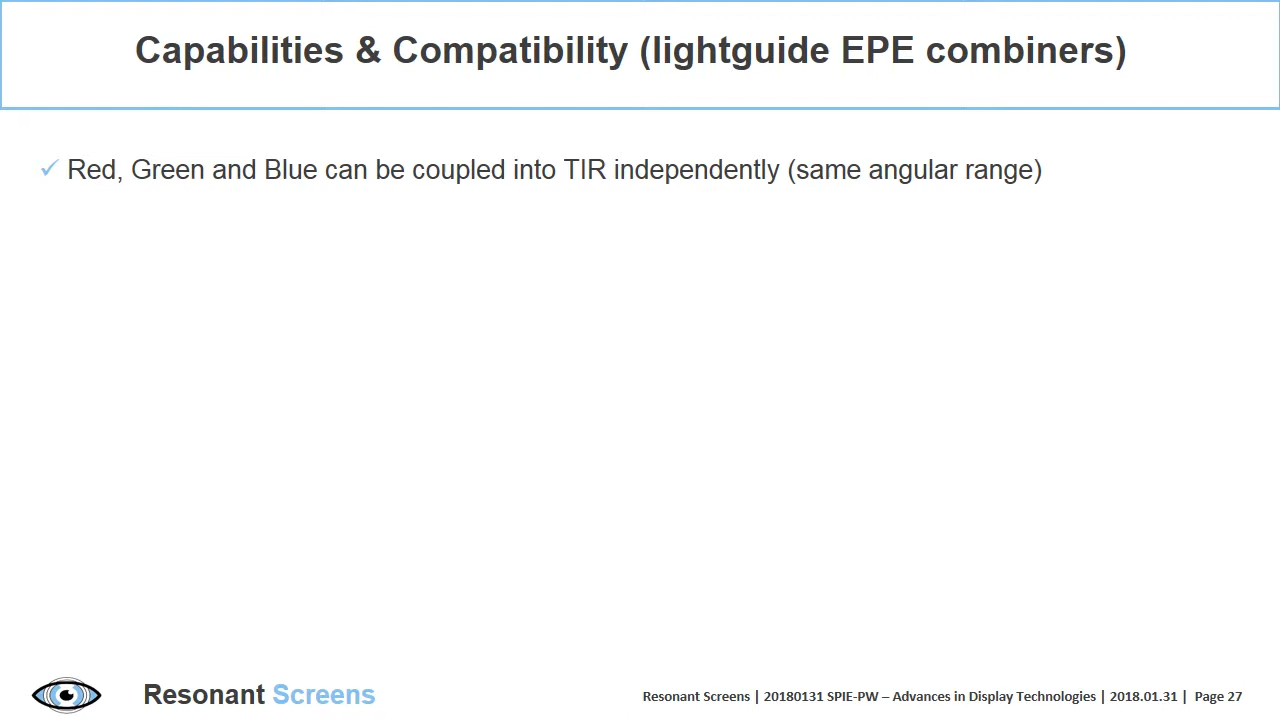 Capabilities & Compatibility (lightguide EPE combiners)
✓ Red, Green and Blue can be coupled into TIR independently (same angular range)
Resonant Screens
Resonant Screens | 20180131 SPIE-PW – Advances in Display Technologies | 2018.01.31 | Page 27